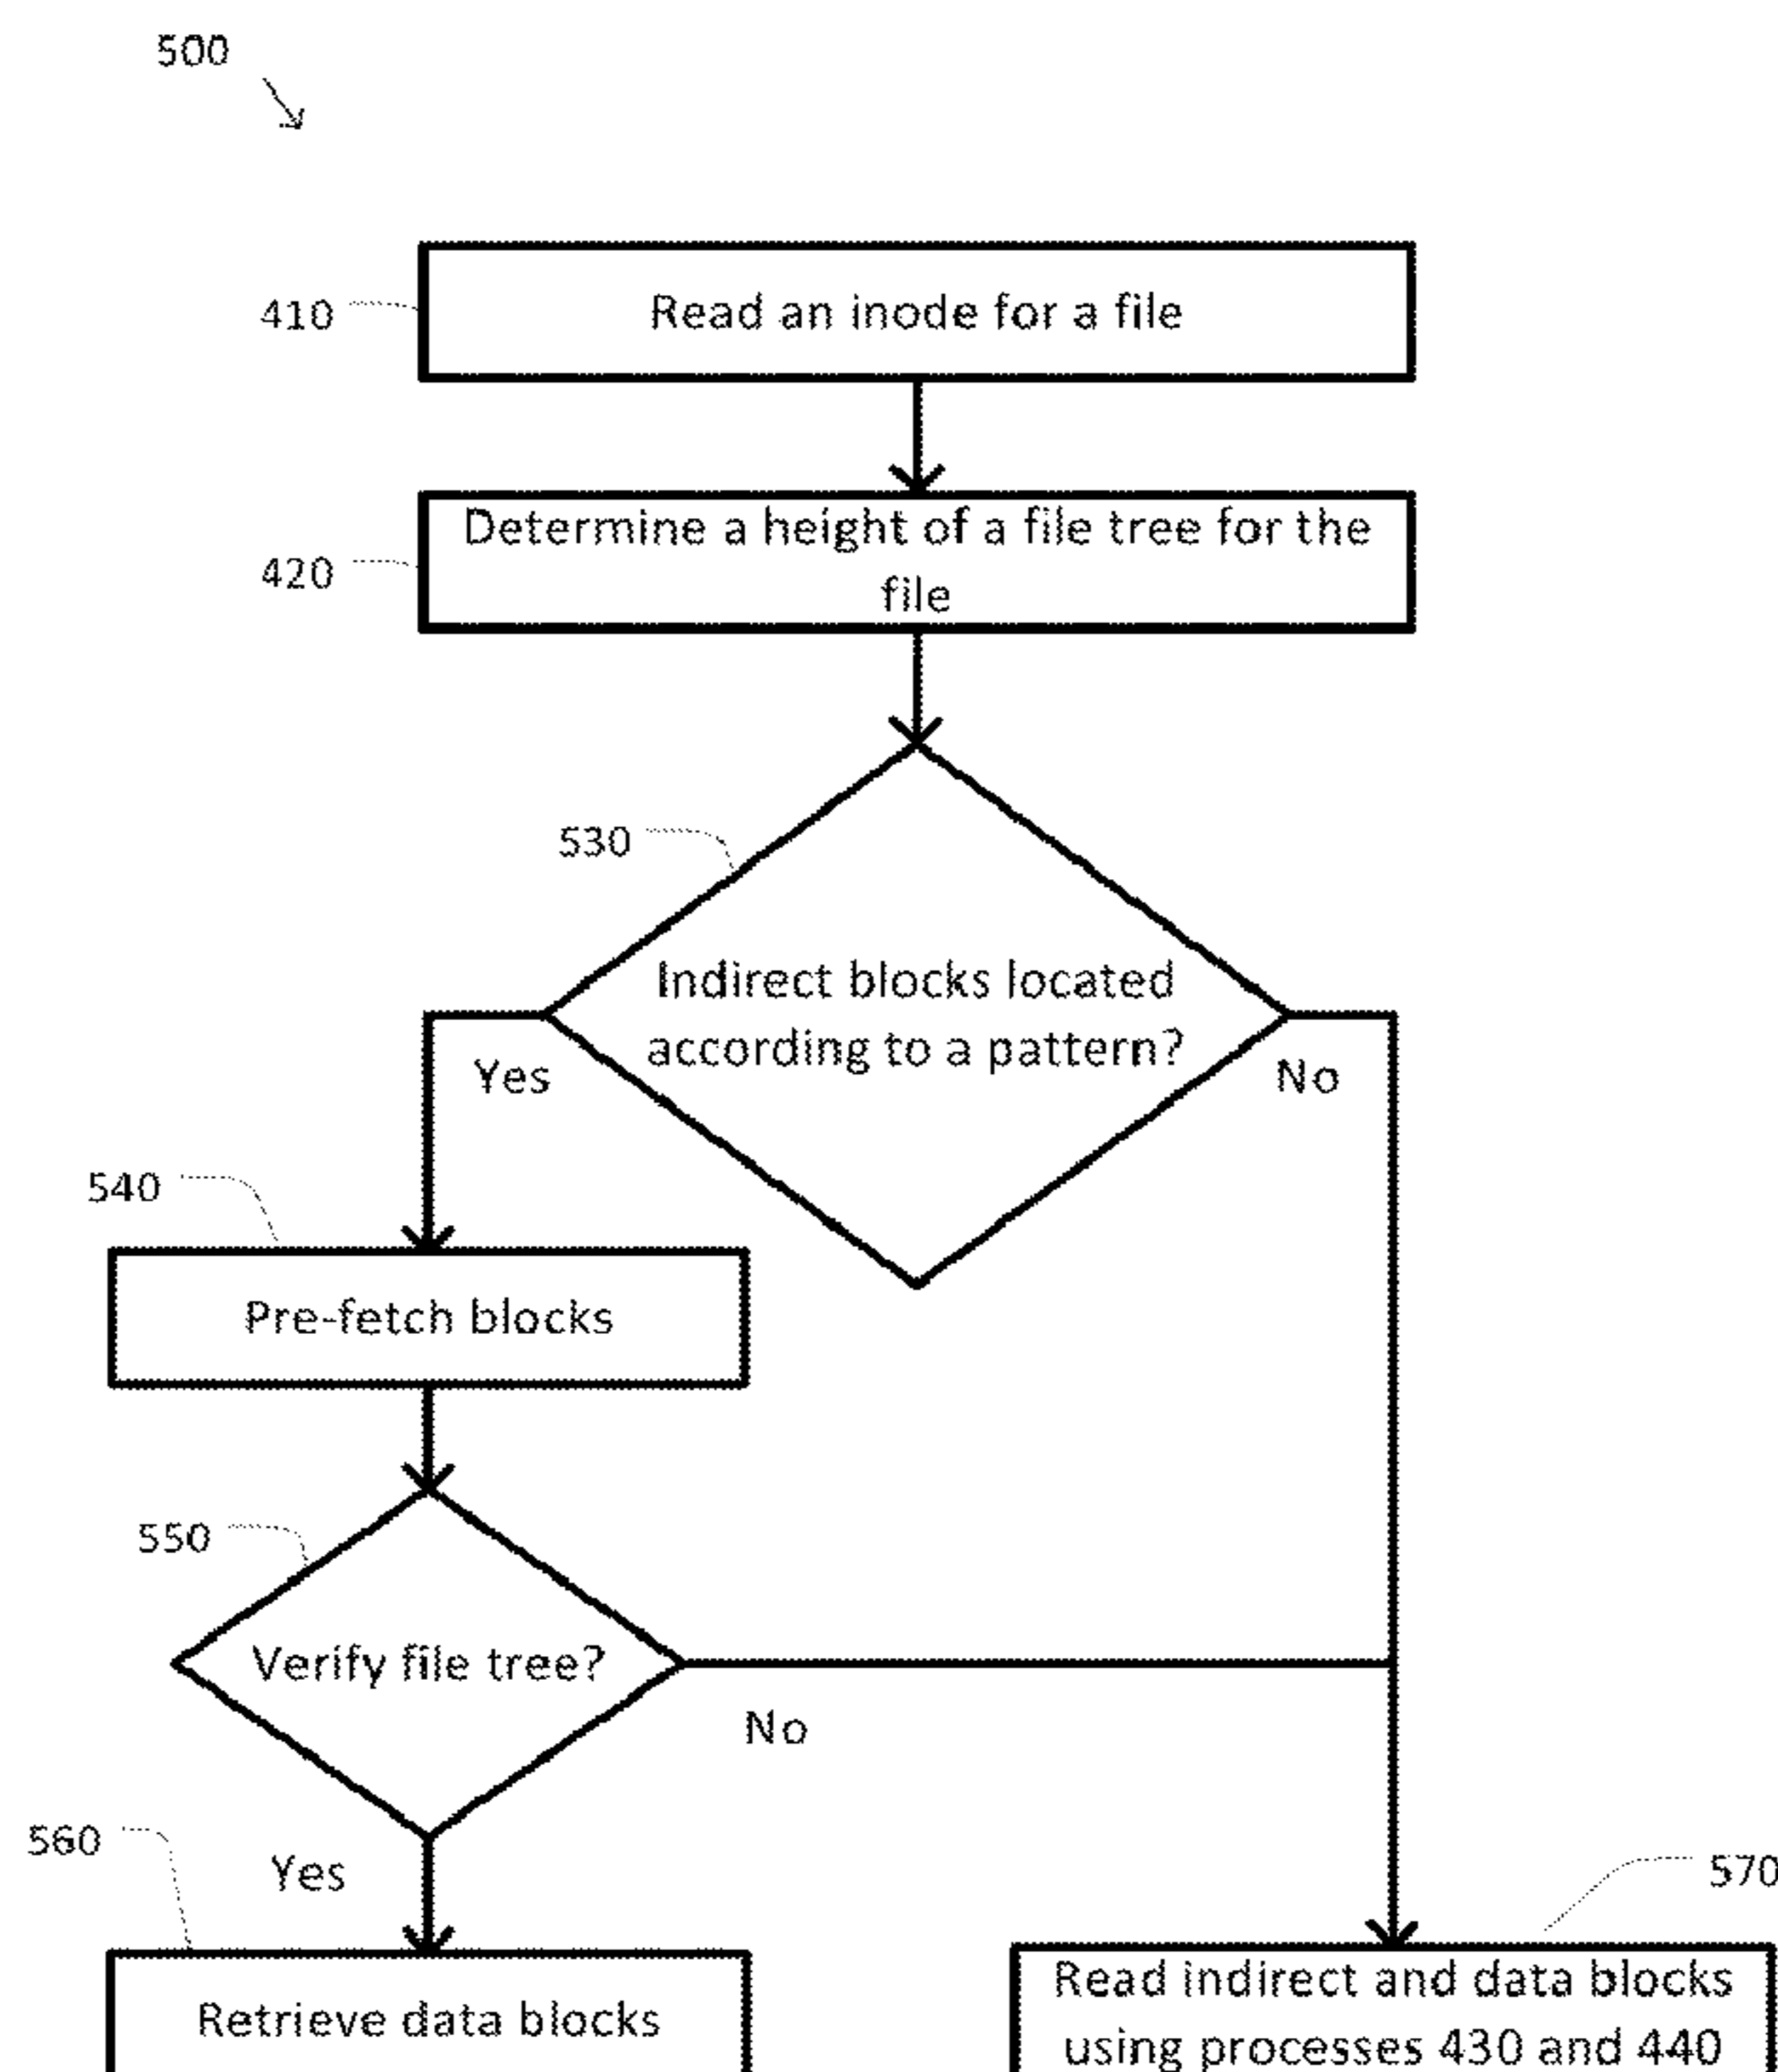 500
410
Read an inode for a file
Determine a height of a file tree for the
file
420
530
Indirect blocks located
according to a pattern?
Yes
No
540
Pre-fetch blocks
550
Verify file tree?
No
560
Yes
570
Retrieve data blocks
Read indirect and data blocks
using processes 430 and 440